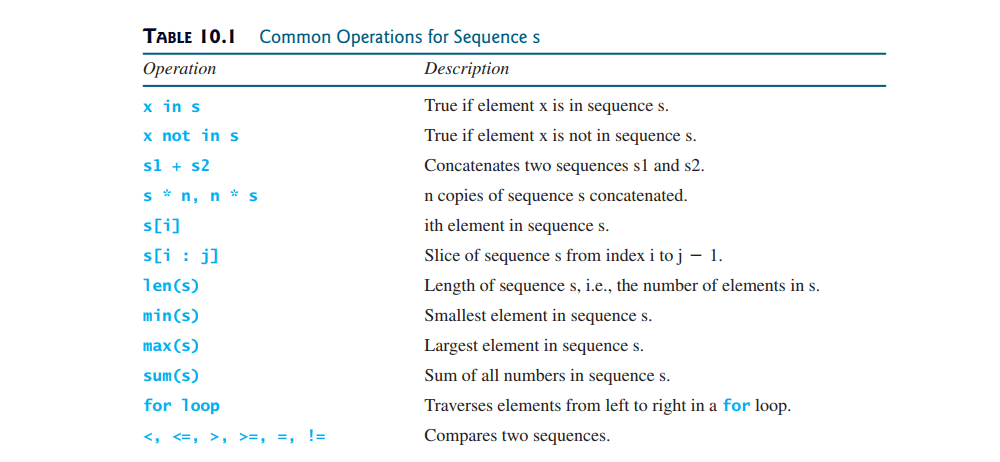 TABLE 10.1 Common Operations for Sequence s
Operation Description
x in s True if element x is in sequence s.
x not in s True if element x is not in sequence s.
s1 + s2 Concatenates two sequences s1 and s2.
s * n, n * s n copies of sequence s concatenated.
s[i] ith element in sequence s.
s[i : j] Slice of sequence s from index i to j − 1.
len(s) Length of sequence s, i.e., the number of elements in s.
min(s) Smallest element in sequence s.
max(s) Largest element in sequence s.
sum(s) Sum of all numbers in sequence s.
for loop Traverses elements from left to right in a for loop.
<, <=, >, >=, =, != Compares two sequences.